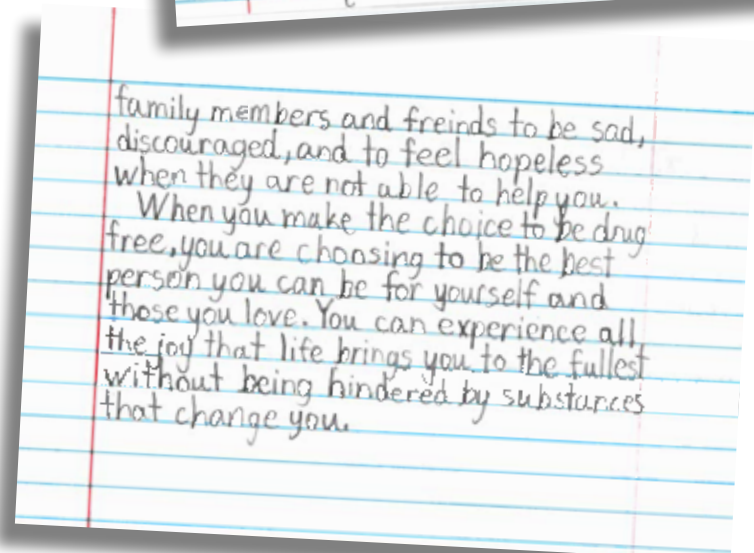 family members and freinds to be sad,
discouraged, and to feel hopeless
when they are not able to help you.
When you make the choice to be drug
free, you are choosing to be the best
person you can be for yourself and
those you love. You can experience all
the joy that life brings you to the fullest
without being hindered by substances
that change you.